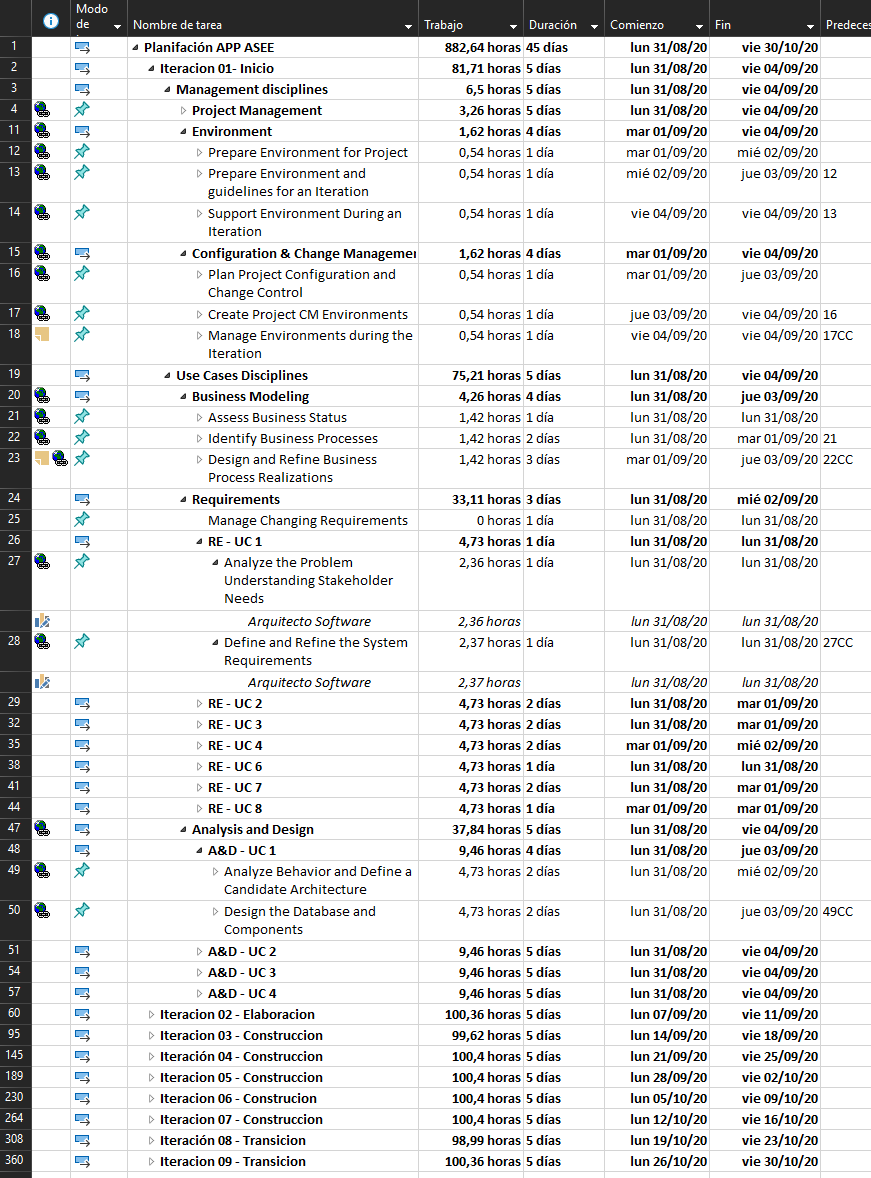 Modo de
Nombre de tarea Trabajo Duración Comienzo Fin Predeces
1 Planifación APP ASEE 882,64 horas 45 días lun 31/08/20 vie 30/10/20
2 Iteracion 01- Inicio 81,71 horas 5 días lun 31/08/20 vie 04/09/20
3 Management disciplines 6,5 horas 5 días lun 31/08/20 vie 04/09/20
4 Project Management 3,26 horas 5 días lun 31/08/20 vie 04/09/20
11 Environment 1,62 horas 4 días mar 01/09/20 vie 04/09/20
12 Prepare Environment for Project 0,54 horas 1 día mar 01/09/20 mié 02/09/20
13 Prepare Environment and 0,54 horas 1 día mié 02/09/20 jue 03/09/20 12
guidelines for an Iteration
14 Support Environment During an 0,54 horas 1 día vie 04/09/20 vie 04/09/20 13
Iteration
15 Configuration & Change Managemer 1,62 horas 4 días mar 01/09/20 vie 04/09/20
16 Plan Project Configuration and 0,54 horas 1 día mar 01/09/20 jue 03/09/20
Change Control
17 Create Project CM Environments 0,54 horas 1 día jue 03/09/20 vie 04/09/20 16
18 Manage Environments during the 0,54 horas 1 día vie 04/09/20 vie 04/09/20 17CC
Iteration
19 Use Cases Disciplines 75,21 horas 5 días lun 31/08/20 vie 04/09/20
20 Business Modeling 4,26 horas 4 días lun 31/08/20 jue 03/09/20
21 Assess Business Status 1,42 horas 1 día lun 31/08/20 lun 31/08/20
22 Identify Business Processes 1,42 horas 2 días lun 31/08/20 mar 01/09/20 21
23 Design and Refine Business 1,42 horas 3 días mar 01/09/20 jue 03/09/20 22CC
Process Realizations
24 Requirements 33,11 horas 3 días lun 31/08/20 mié 02/09/20
25 Manage Changing Requirements 0 horas 1 día lun 31/08/20 lun 31/08/20
26 RE - UC 1 4,73 horas 1 día lun 31/08/20 lun 31/08/20
27 Analyze the Problem 2,36 horas 1 día lun 31/08/20 lun 31/08/20
Understanding Stakeholder
Needs
Arquitecto Software 2,36 horas lun 31/08/20 lun 31/08/20
28 Define and Refine the System 2,37 horas 1 día lun 31/08/20 lun 31/08/20 27CC
Requirements
Arquitecto Software 2,37 horas lun 31/08/20 lun 31/08/20
29 RE - UC 2 4,73 horas 2 días lun 31/08/20 mar 01/09/20
32 RE - UC 3 4,73 horas 2 días lun 31/08/20 mar 01/09/20
35 RE - UC 4 4,73 horas 2 días mar 01/09/20 mié 02/09/20
38 RE - UC 6 4,73 horas 1 día lun 31/08/20 lun 31/08/20
41 RE - UC 7 4,73 horas 2 días lun 31/08/20 mar 01/09/20
44 RE - UC 8 4,73 horas 1 día mar 01/09/20 mar 01/09/20
47 Analysis and Design 37,84 horas 5 días lun 31/08/20 vie 04/09/20
48 A&D - UC 1 9,46 horas 4 días lun 31/08/20 jue 03/09/20
49 Analyze Behavior and Define a 4,73 horas 2 días lun 31/08/20 mié 02/09/20
Candidate Architecture
50 Design the Database and 4,73 horas 2 días lun 31/08/20 jue 03/09/20 49CC
Components
51 A&D - UC 2 9,46 horas 5 días lun 31/08/20 vie 04/09/20
54 A&D - UC 3 9,46 horas 5 días lun 31/08/20 vie 04/09/20
57 A&D - UC 4 9,46 horas 5 días lun 31/08/20 vie 04/09/20
60 Iteracion 02 - Elaboracion 100,36 horas 5 días lun 07/09/20 vie 11/09/20
95 Iteracion 03 - Construccion 99,62 horas 5 días lun 14/09/20 vie 18/09/20
145 Iteración 04 - Construccion 100,4 horas 5 días lun 21/09/20 vie 25/09/20
189 Iteracion 05 - Construccion 100,4 horas 5 días lun 28/09/20 vie 02/10/20
230 Iteracion 06 - Construcion 100,4 horas 5 días lun 05/10/20 vie 09/10/20
264 Iteracion 07 - Construccion 100,4 horas 5 días lun 12/10/20 vie 16/10/20
308 Iteración 08 - Transicion 98,99 horas 5 días lun 19/10/20 vie 23/10/20
360 Iteracion 09 - Transicion 100,36 horas 5 días lun 26/10/20 vie 30/10/20